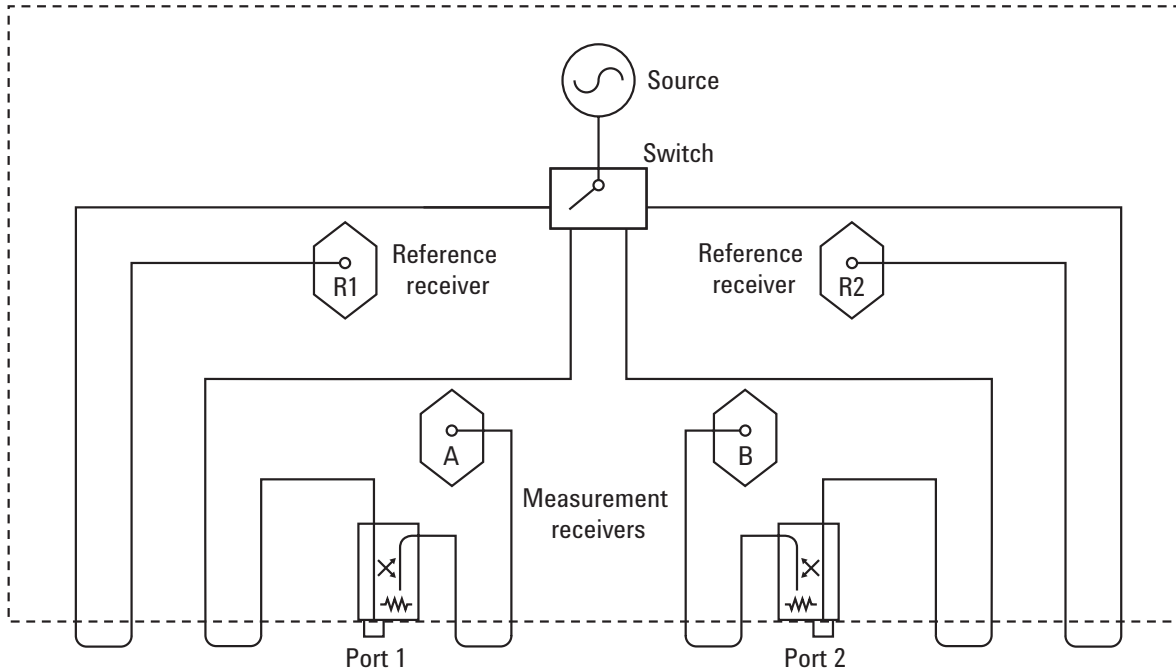 Source
Switch
Reference
receiver
R1
Reference
receiver
R2
A
B
Measurement
receivers
Port 1
Port 2